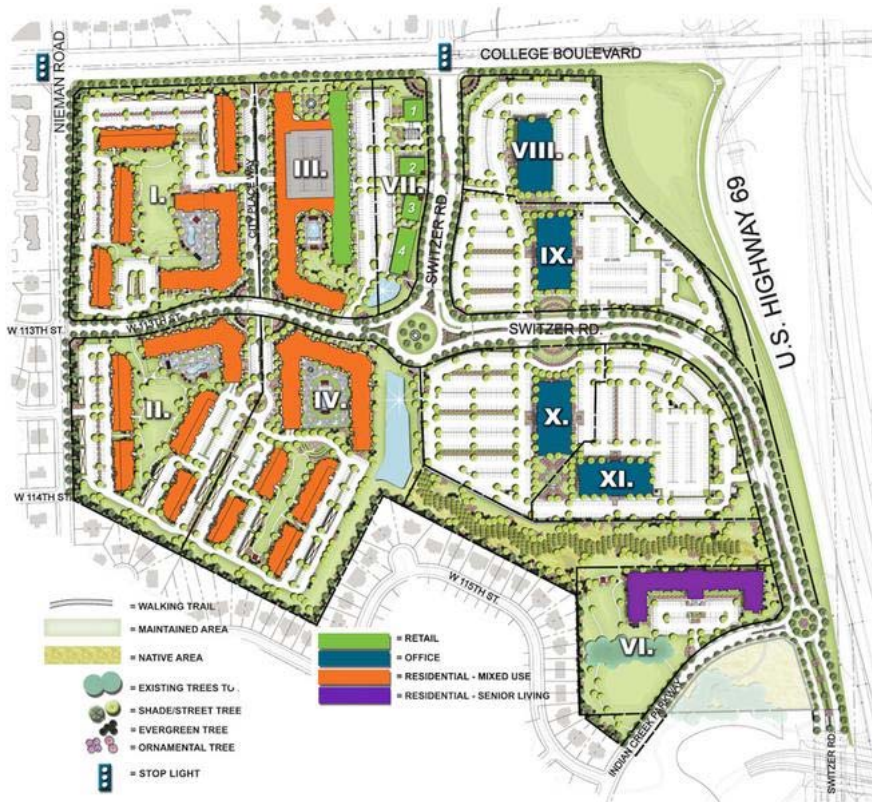 COLLEGE BOULEVARD
NIEMAN ROAD
I.
CITY PLACE WAY
III.
VII.
1
2
3
4
SWITZER RD
VIII.
IX.
U.S. HIGHWAY 69
W 113TH ST.
W 113TH ST.
SWITZER RD.
II.
IV.
X.
XI.
W 114TH ST.
W 115TH ST.
VI.
INDIAN CREEK PARKWAY
SWITZER RD.
= WALKING TRAIL
= MAINTAINED AREA
= NATIVE AREA
= EXISTING TREES TO .
= SHADE/STREET TREE
= EVERGREEN TREE
= ORNAMENTAL TREE
= STOP LIGHT
= RETAIL
= OFFICE
= RESIDENTIAL - MIXED USE
= RESIDENTIAL - SENIOR LIVING